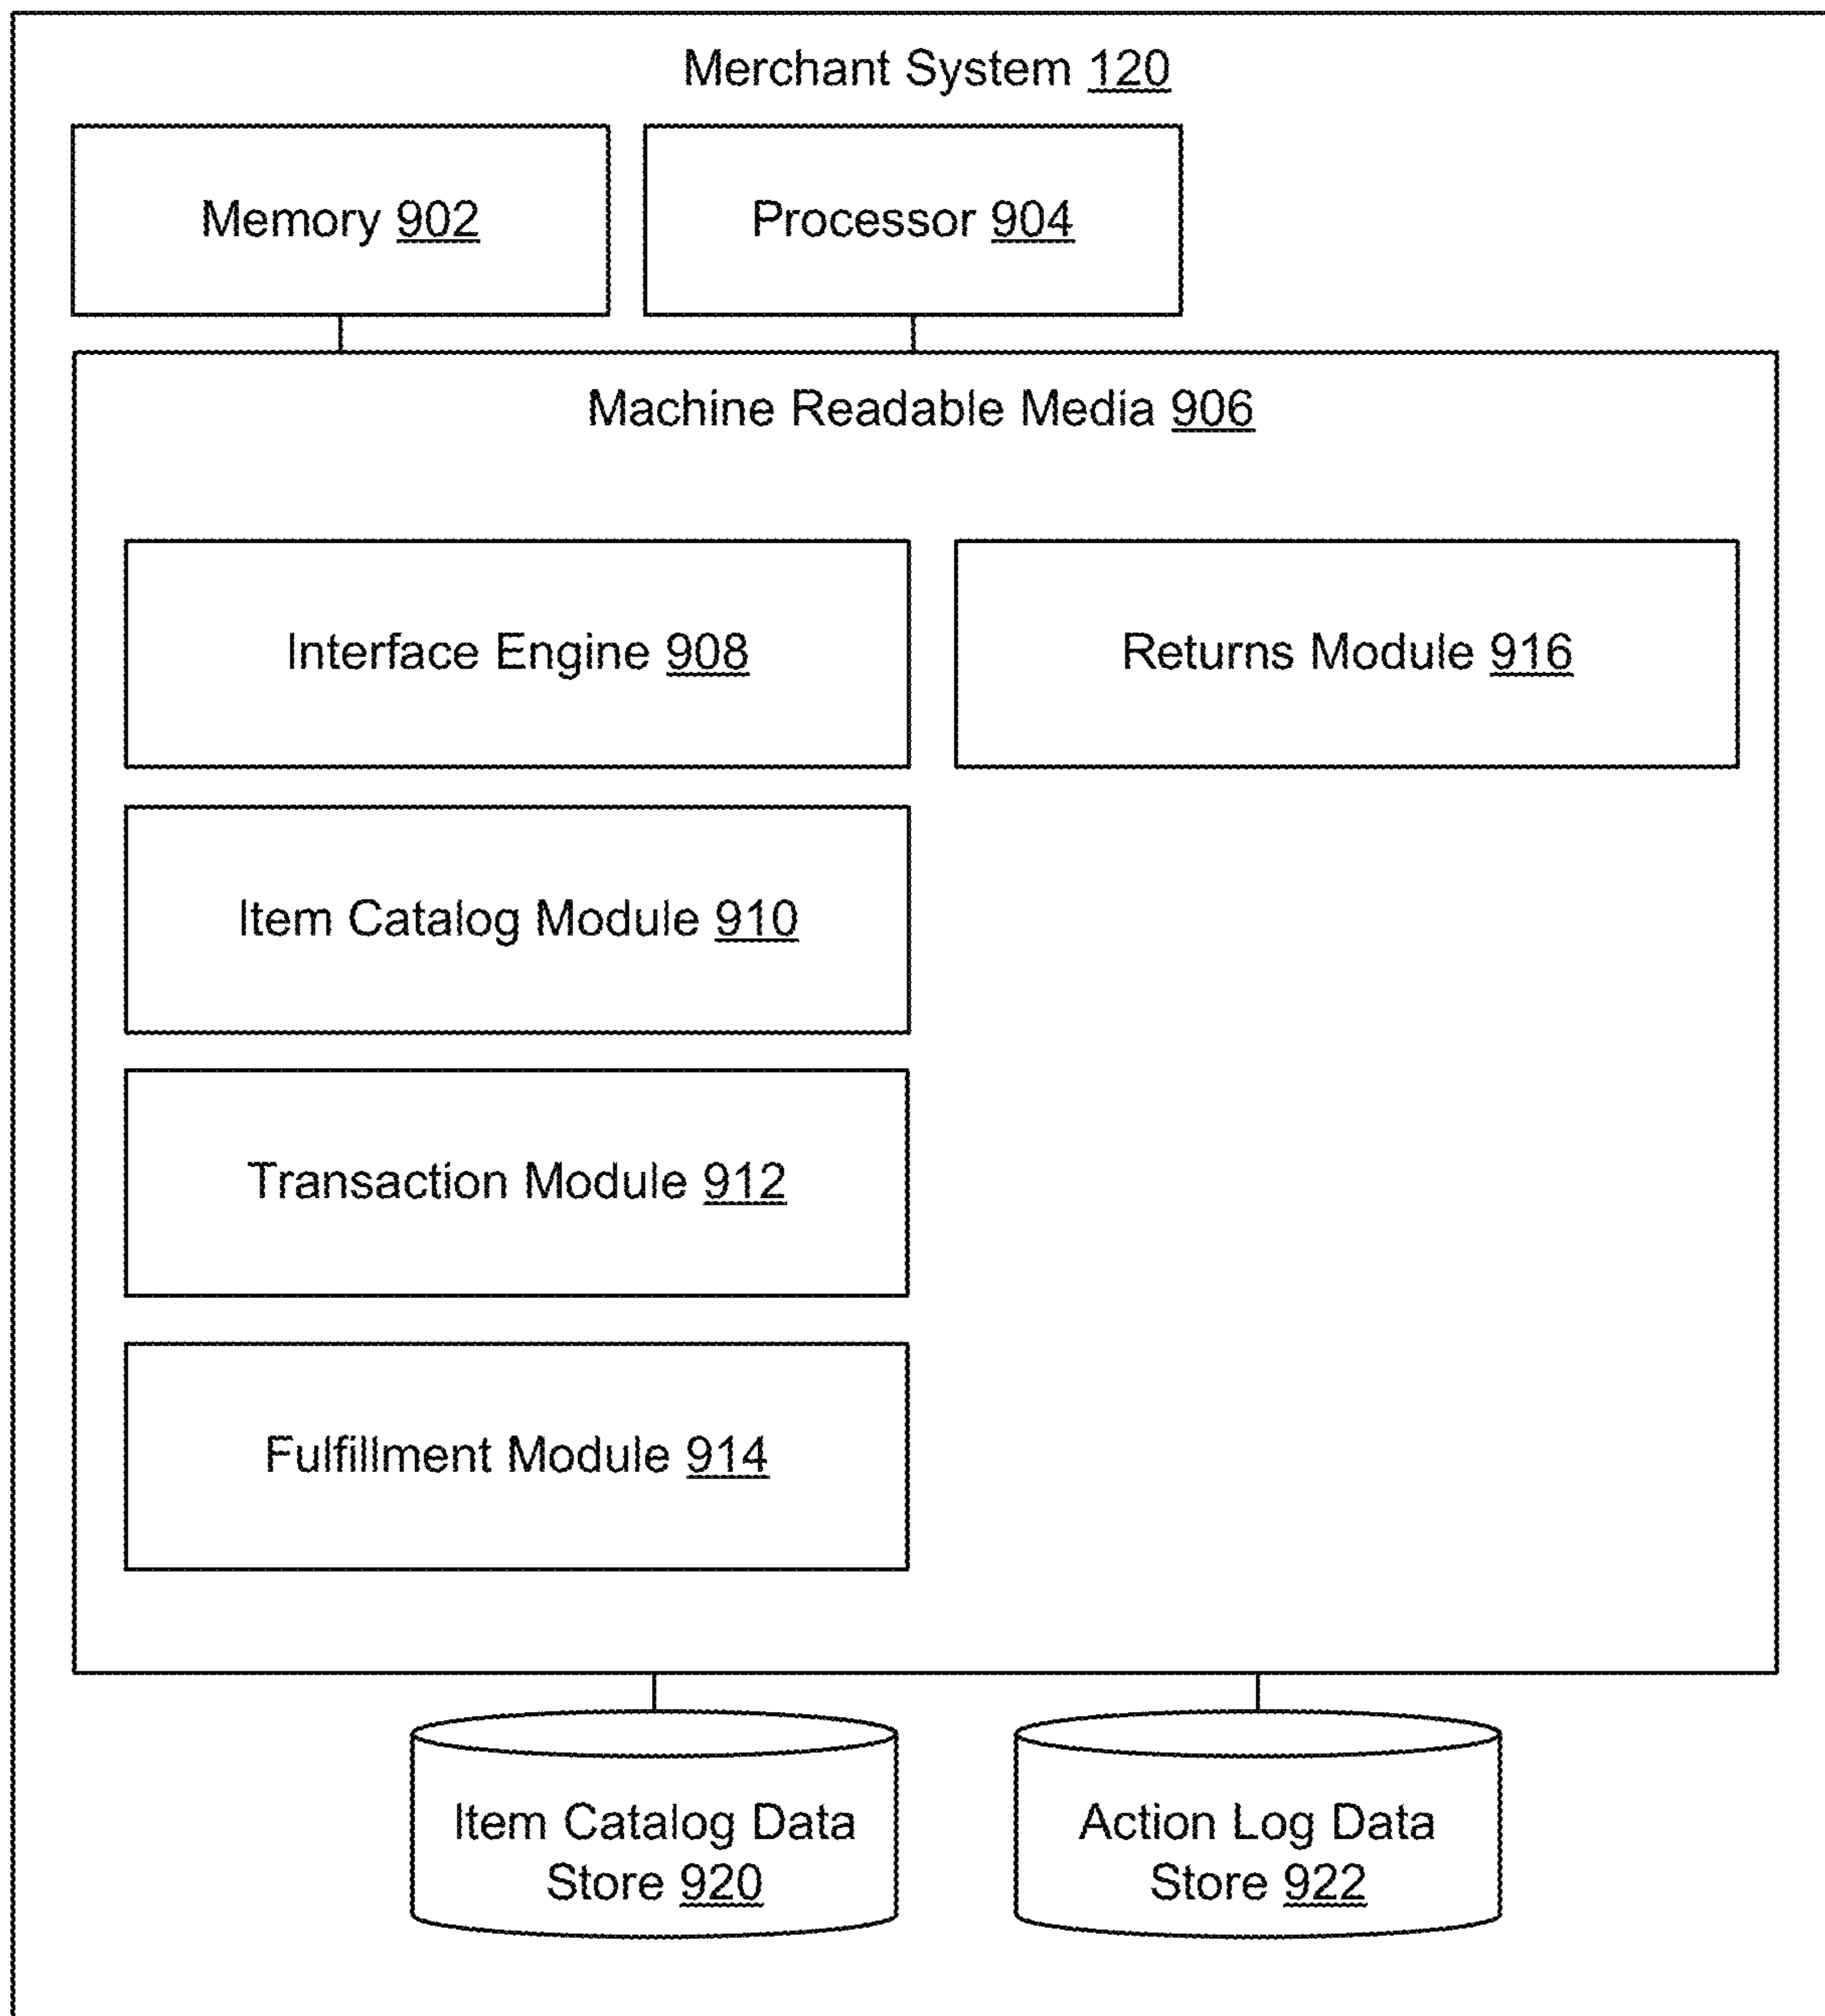 Merchant System 120
Memory 902
Processor 904
Machine Readable Media 906
Interface Engine 908
Returns Module 916
Item Catalog Module 910
Transaction Module 912
Fulfillment Module 914
Item Catalog Data
Store 920
Action Log Data
Store 922